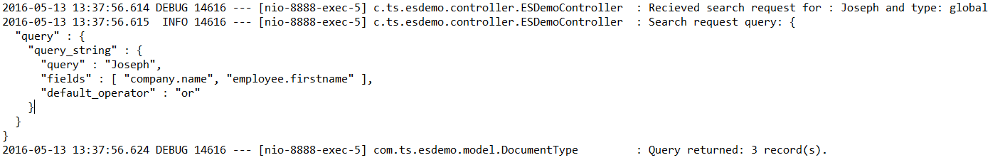 2016-05-13 13:37:56.614 DEBUG 14616 --- [nio-8888-exec-5] c.ts.esdemo.controller.ESDemoController  : Recieved search request for : Joseph and type: global
2016-05-13 13:37:56.615  INFO 14616 --- [nio-8888-exec-5] c.ts.esdemo.controller.ESDemoController  : Search request query: {
  "query" : {
    "query_string" : {
      "query" : "Joseph",
      "fields" : [ "company.name", "employee.firstname" ],
      "default_operator" : "or"
    }
  }
}
2016-05-13 13:37:56.624 DEBUG 14616 --- [nio-8888-exec-5] com.ts.esdemo.model.DocumentType         : Query returned: 3 record(s).